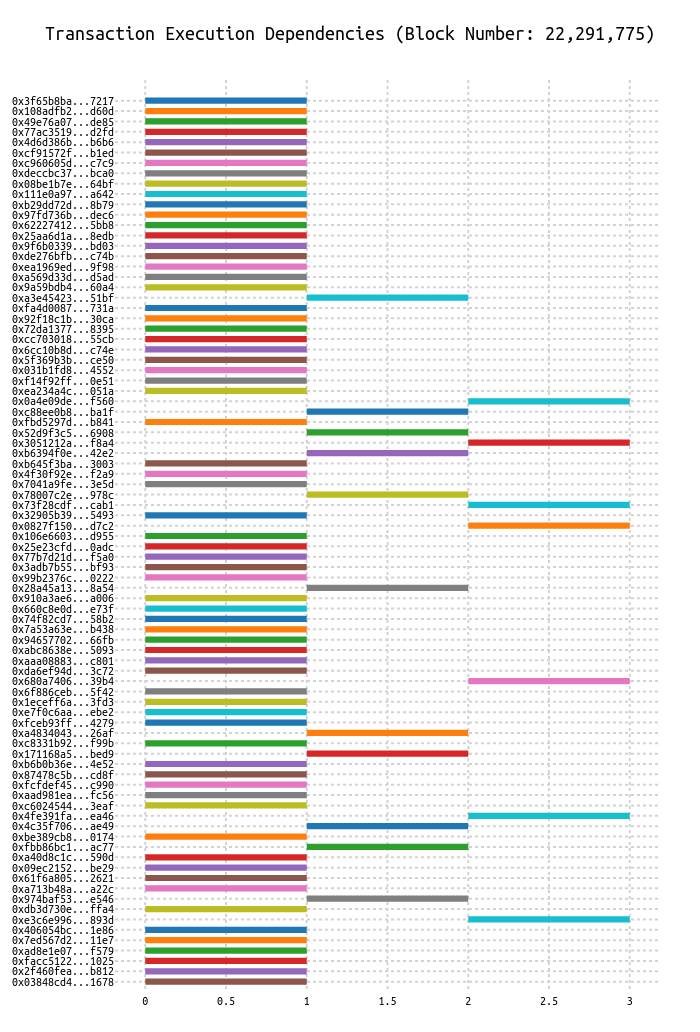 Transaction Execution Dependencies (Block Number: 22,291,775)
0x3f65b8ba...7217
0x108adfb2...d60d
0x49e76a07...de85
0x77ac3519...d2fd
0x4d6d386b...b6b6
0xcf91572f...b1ed
0xc960605d...c7c9
0xdeccbc37...bca0
0x08be1b7e...64bf
0x111e0a97...a642
0xb29dd72d...8b79
0x97fd736b...dec6
0x62227412...5bb8
0x25aa6d1a...8edb
0x9f6b0339...bd03
0xde276bfb...c74b
0xea1969ed...9f98
0xa569d33d...d5ad
0x9a59bdb4...60a4
0xa3e45423...51bf
0xfa4d0087...731a
0x92f18c1b...30ca
0x72da1377...8395
0xcc703018...55cb
0x6cc10b8d...c74e
0x5f369b3b...ce50
0x031b1fd8...4552
0xf14f92ff...0e51
0xea234a4c...051a
0x0a4e09de...f560
0xc88ee0b8...ba1f
0xfbd5297d...b841
0x52d9f3c5...6908
0x3051212a...f8a4
0xb6394f0e...42e2
0xb645f3ba...3003
0x4f30f92e...f2a9
0x7041a9fe...3e5d
0x78007c2e...978c
0x73f28cdf...cab1
0x32905b39...5493
0x0827f150...d7c2
0x106e6603...d955
0x25e23cfd...0adc
0x77b7d21d...f5a0
0x3adb7b55...bf93
0x99b2376c...0222
0x28a45a13...8a54
0x910a3ae6...a006
0x660c8e0d...e73f
0x74f82cd7...58b2
0x7a53a63e...b438
0x94657702...66fb
0xabc8638e...5093
0xaaa08883...c801
0xda6ef94d...3c72
0x680a7406...39b4
0x6f886ceb...5f42
0x1eceff6a...3fd3
0xe7f0c6aa...ebe2
0xfceb93ff...4279
0xa4834043...26af
0xc8331b92...f99b
0x171168a5...bed9
0xb6b0b36e...4e52
0x87478c5b...cd8f
0xfcfdef45...c990
0xaad981ea...fc56
0xc6024544...3eaf
0x4fe391fa...ea46
0x4c35f706...ae49
0xbe389cb8...0174
0xfbb86bc1...ac77
0xa40d8c1c...590d
0x09ec2152...be29
0x61f6a805...2621
0xa713b48a...a22c
0x974baf53...e546
0xdb3d730e...ffa4
0xe3c6e996...893d
0x406054bc...1e86
0x7ed567d2...11e7
0xad8e1e07...f579
0xfacc5122...1025
0x2f460fea...b812
0x03848cd4...1678
0 0.5 1 1.5 2 2.5 3